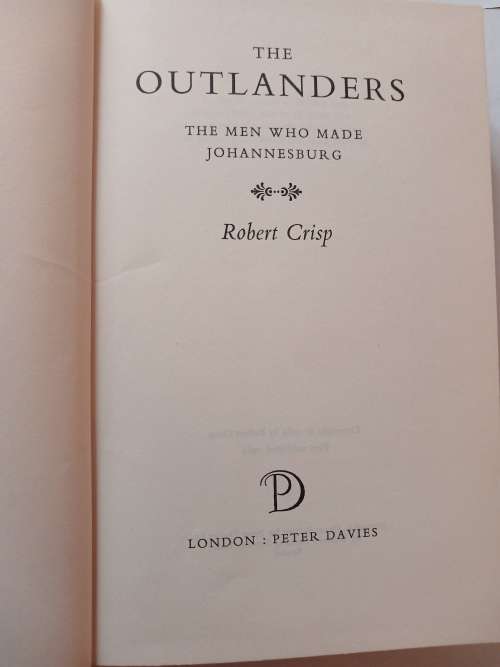 THE
OUTLANDERS
THE MEN WHO MADE
JOHANNESBURG
Robert Crisp
PD
LONDON : PETER DAVIES